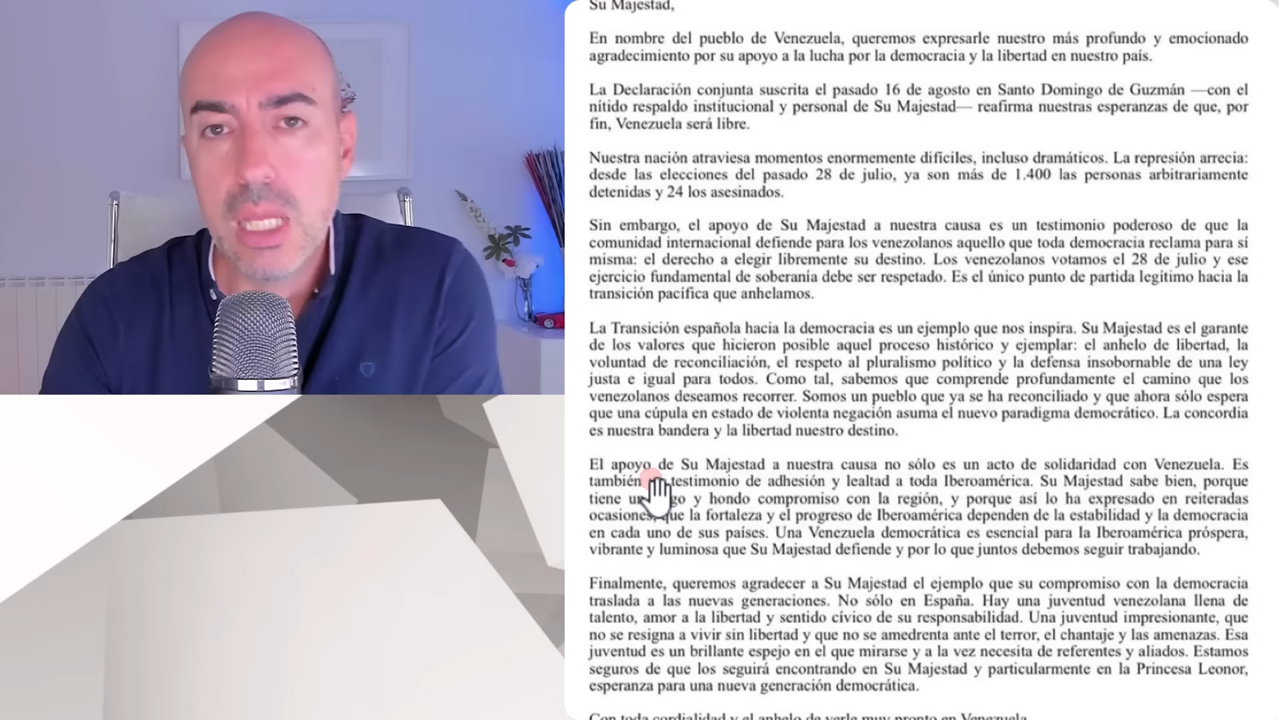 Su Majestad,
En nombre del pueblo de Venezuela, queremos expresarle nuestro más profundo y emocionado
agradecimiento por su apoyo a la lucha por la democracia y la libertad en nuestro país.
La Declaración conjunta suscrita el pasado 16 de agosto en Santo Domingo de Guzmán —con el
nítido respaldo institucional y personal de Su Majestad— reafirma nuestras esperanzas de que, por
fin, Venezuela será libre.
Nuestra nación atraviesa momentos enormemente difíciles, incluso dramáticos. La represión arrecia:
desde las elecciones del pasado 28 de julio, ya son más de 1.400 las personas arbitrariamente
detenidas y 24 los asesinados.
Sin embargo, el apoyo de Su Majestad a nuestra causa es un testimonio poderoso de que la
comunidad internacional defiende para los venezolanos aquello que toda democracia reclama para sí
misma: el derecho a elegir libremente su destino. Los venezolanos votamos el 28 de julio y ese
ejercicio fundamental de soberanía debe ser respetado. Es el único punto de partida legítimo hacia la
transición pacífica que anhelamos.
La Transición española hacia la democracia es un ejemplo que nos inspira. Su Majestad es el garante
de los valores que hicieron posible aquel proceso histórico y ejemplar: el anhelo de libertad, la
voluntad de reconciliación, el respeto al pluralismo político y la defensa insobornable de una ley
justa e igual para todos. Como tal, sabemos que comprende profundamente el camino que los
venezolanos deseamos recorrer. Somos un pueblo que ya se ha reconciliado y que ahora sólo espera
que una cúpula en estado de violenta negación asuma el nuevo paradigma democrático. La concordia
es nuestra bandera y la libertad nuestro destino.
El apoyo de Su Majestad a nuestra causa no sólo es un acto de solidaridad con Venezuela. Es
también testimonio de adhesión y lealtad a toda Iberoamérica. Su Majestad sabe bien, porque
tiene y hondo compromiso con la región, y porque así lo ha expresado en reiteradas
ocasiones, que la fortaleza y el progreso de Iberoamérica dependen de la estabilidad y la democracia
en cada uno de sus países. Una Venezuela democrática es esencial para la Iberoamérica próspera,
vibrante y luminosa que Su Majestad defiende y por lo que juntos debemos seguir trabajando.
Finalmente, queremos agradecer a Su Majestad el ejemplo que su compromiso con la democracia
traslada a las nuevas generaciones. No sólo en España. Hay una juventud venezolana llena de
talento, amor a la libertad y sentido cívico de su responsabilidad. Una juventud impresionante, que
no se resigna a vivir sin libertad y que no se amedrenta ante el terror, el chantaje y las amenazas. Esa
juventud es un brillante espejo en el que mirarse y a la vez necesita de referentes y aliados. Estamos
seguros de que los seguirá encontrando en Su Majestad y particularmente en la Princesa Leonor,
esperanza para una nueva generación democrática.
Con toda cordialidad y el anhelo de verle muy pronto en Venezuela